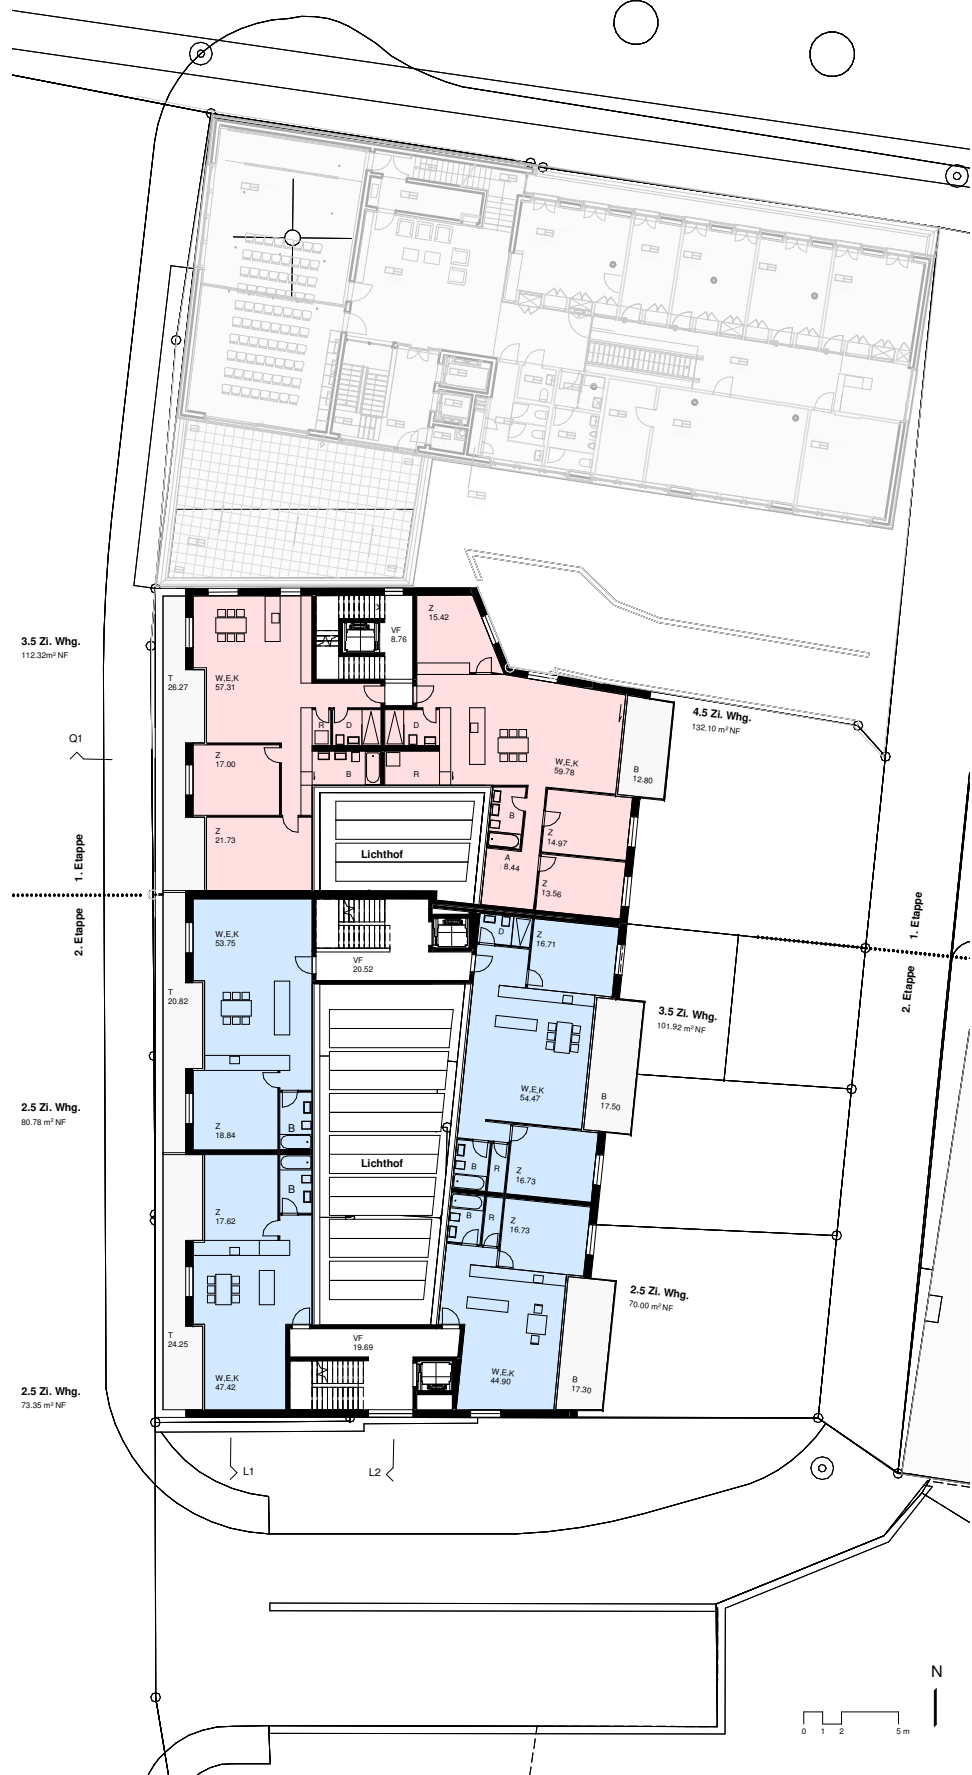 Z
15.42
VF
8.76
3.5 Zi. Whg.
112.32m² NF
T
26.27
W,E,K
57.31
4.5 Zi. Whg.
132.10 m² NF
R
D
D
Q1
Z
17.00
B
R
W,E,K
59.78
B
12.80
B
Z
21.73
Z
14.97
Lichthof
A
8.44
Z
13.56
1. Etappe
2. Etappe
1. Etappe
2. Etappe
W,E,K
53.75
D
Z
16.71
VF
20.52
T
20.82
3.5 Zi. Whg.
101.92 m² NF
W,E,K
54.47
B
17.50
2.5 Zi. Whg.
80.78 m² NF
Z
18.84
B
Lichthof
B
R
Z
16.73
B
Z
17.62
B
R
Z
16.73
2.5 Zi. Whg.
70.00 m² NF
T
24.25
VF
19.69
W,E,K
47.42
W,E,K
44.90
B
17.30
2.5 Zi. Whg.
73.35 m² NF
L1
L2
N
0 1 2 5 m